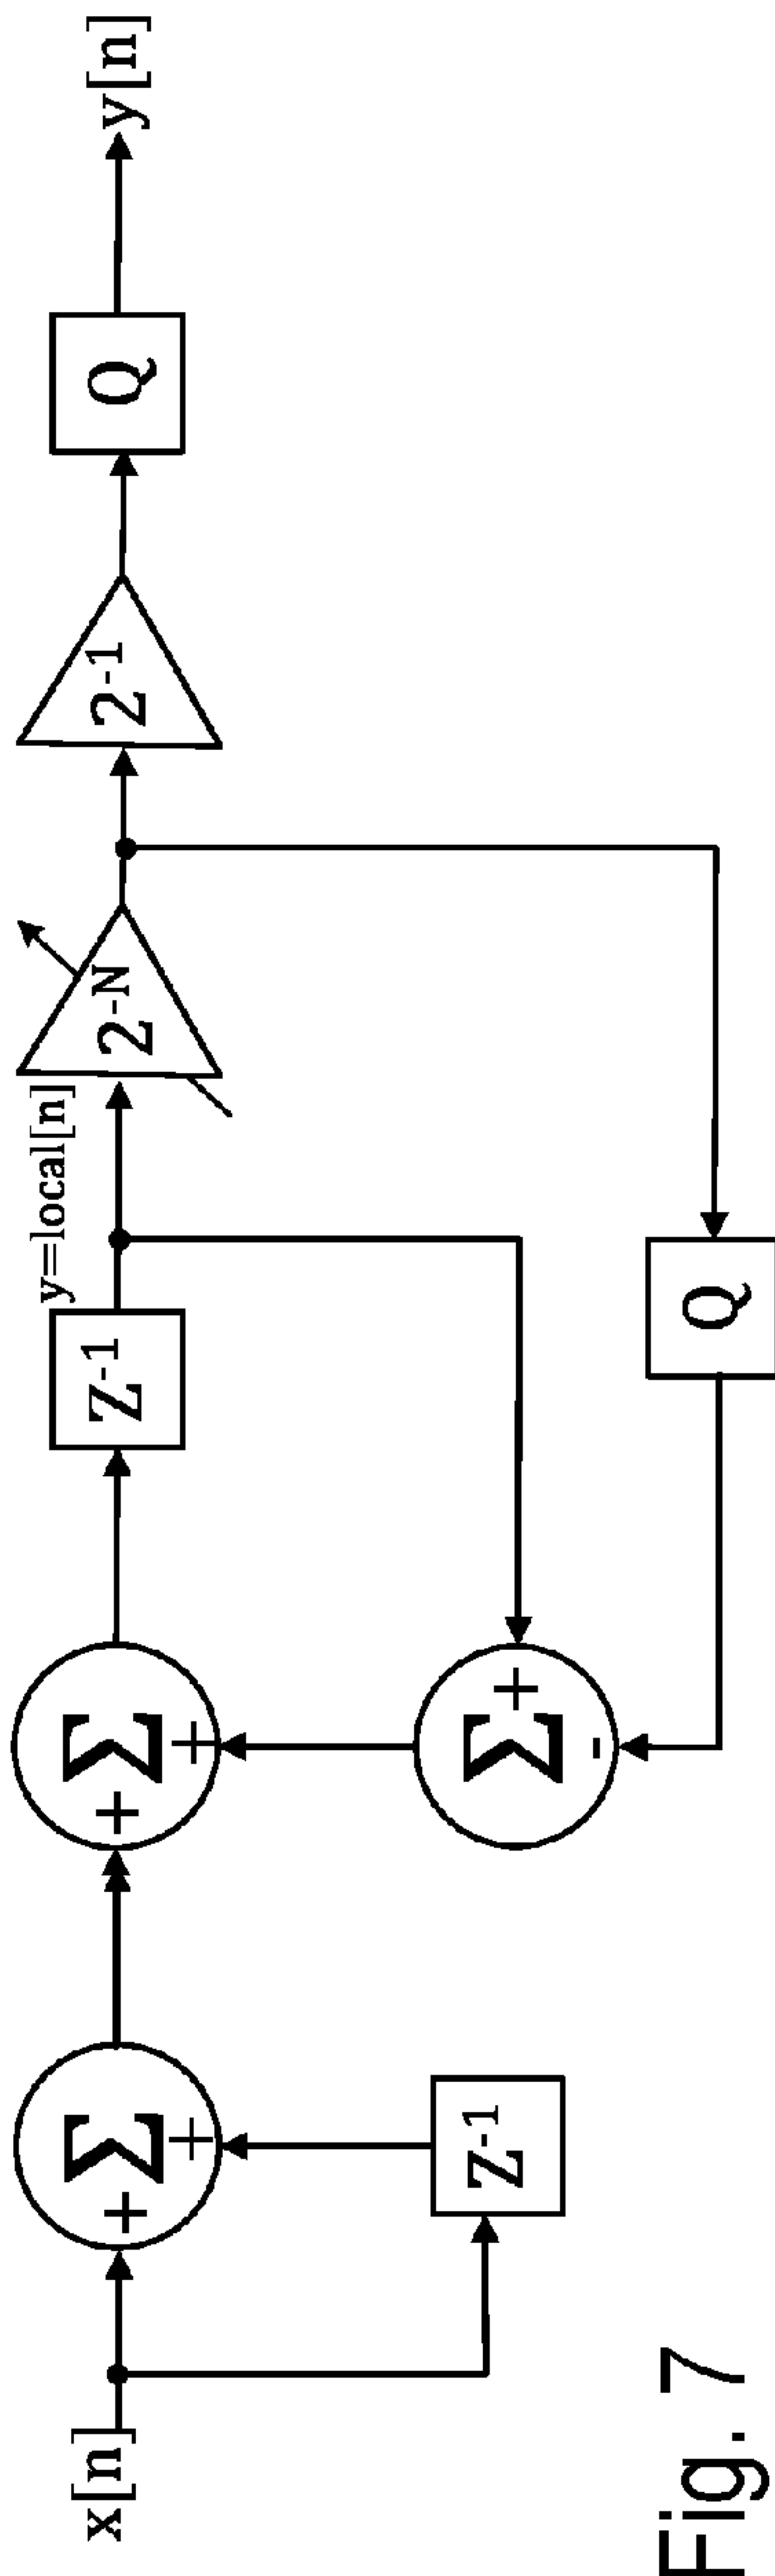 x[n]
+
Σ
+
Z-1
+
Σ
+
Σ
+
-
Z-1
y=local[n]
2-N
Q
2-1
Q
y[n]
Fig. 7